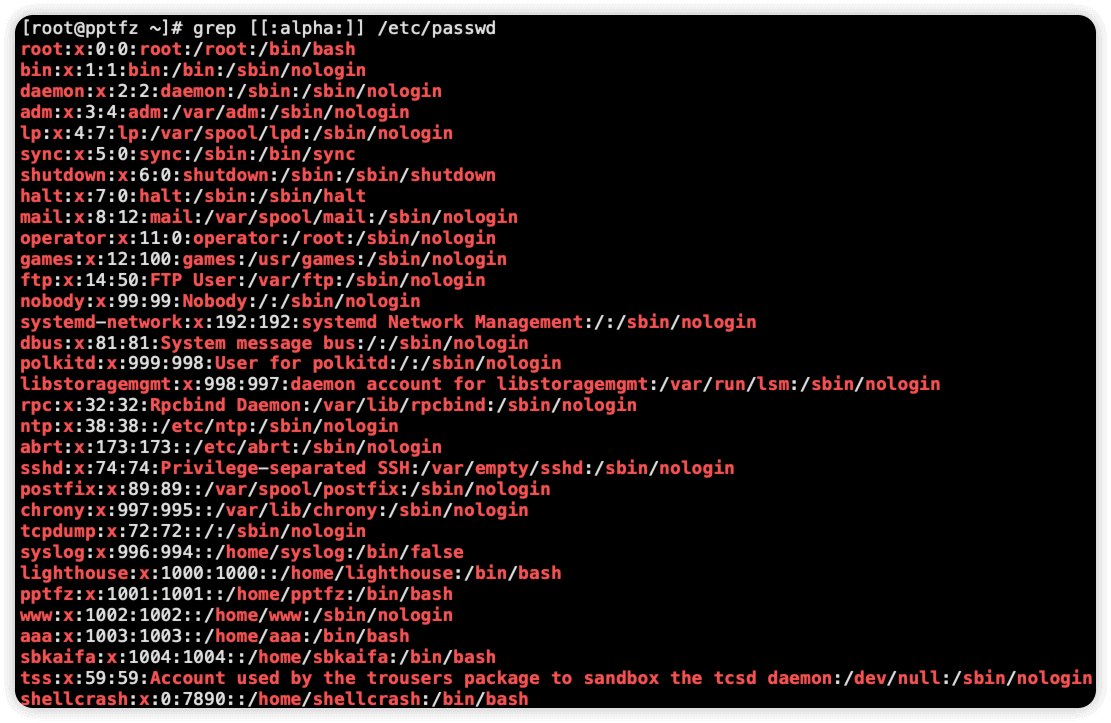 [root@pptfz ~]# grep [[:alpha:]] /etc/passwd
root:x:0:0:root:/root:/bin/bash
bin:x:1:1:bin:/bin:/sbin/nologin
daemon:x:2:2:daemon:/sbin:/sbin/nologin
adm:x:3:4:adm:/var/adm:/sbin/nologin
lp:x:4:7:lp:/var/spool/lpd:/sbin/nologin
sync:x:5:0:sync:/sbin:/bin/sync
shutdown:x:6:0:shutdown:/sbin:/sbin/shutdown
halt:x:7:0:halt:/sbin:/sbin/halt
mail:x:8:12:mail:/var/spool/mail:/sbin/nologin
operator:x:11:0:operator:/root:/sbin/nologin
games:x:12:100:games:/usr/games:/sbin/nologin
ftp:x:14:50:FTP User:/var/ftp:/sbin/nologin
nobody:x:99:99:Nobody:/:/sbin/nologin
systemd-network:x:192:192:systemd Network Management:/:/sbin/nologin
dbus:x:81:81:System message bus:/:/sbin/nologin
polkitd:x:999:998:User for polkitd:/:/sbin/nologin
libstoragemgmt:x:998:997:daemon account for libstoragemgmt:/var/run/lsm:/sbin/nologin
rpc:x:32:32:Rpcbind Daemon:/var/lib/rpcbind:/sbin/nologin
ntp:x:38:38::/etc/ntp:/sbin/nologin
abrt:x:173:173::/etc/abrt:/sbin/nologin
sshd:x:74:74:Privilege-separated SSH:/var/empty/sshd:/sbin/nologin
postfix:x:89:89::/var/spool/postfix:/sbin/nologin
chrony:x:997:995::/var/lib/chrony:/sbin/nologin
tcpdump:x:72:72::/:/sbin/nologin
syslog:x:996:994::/home/syslog:/bin/false
lighthouse:x:1000:1000::/home/lighthouse:/bin/bash
pptfz:x:1001:1001::/home/pptfz:/bin/bash
www:x:1002:1002::/home/www:/sbin/nologin
aaa:x:1003:1003::/home/aaa:/bin/bash
sbkaifa:x:1004:1004::/home/sbkaifa:/bin/bash
tss:x:59:59:Account used by the trousers package to sandbox the tcsd daemon:/dev/null:/sbin/nologin
shellcrash:x:0:7890::/home/shellcrash:/bin/bash